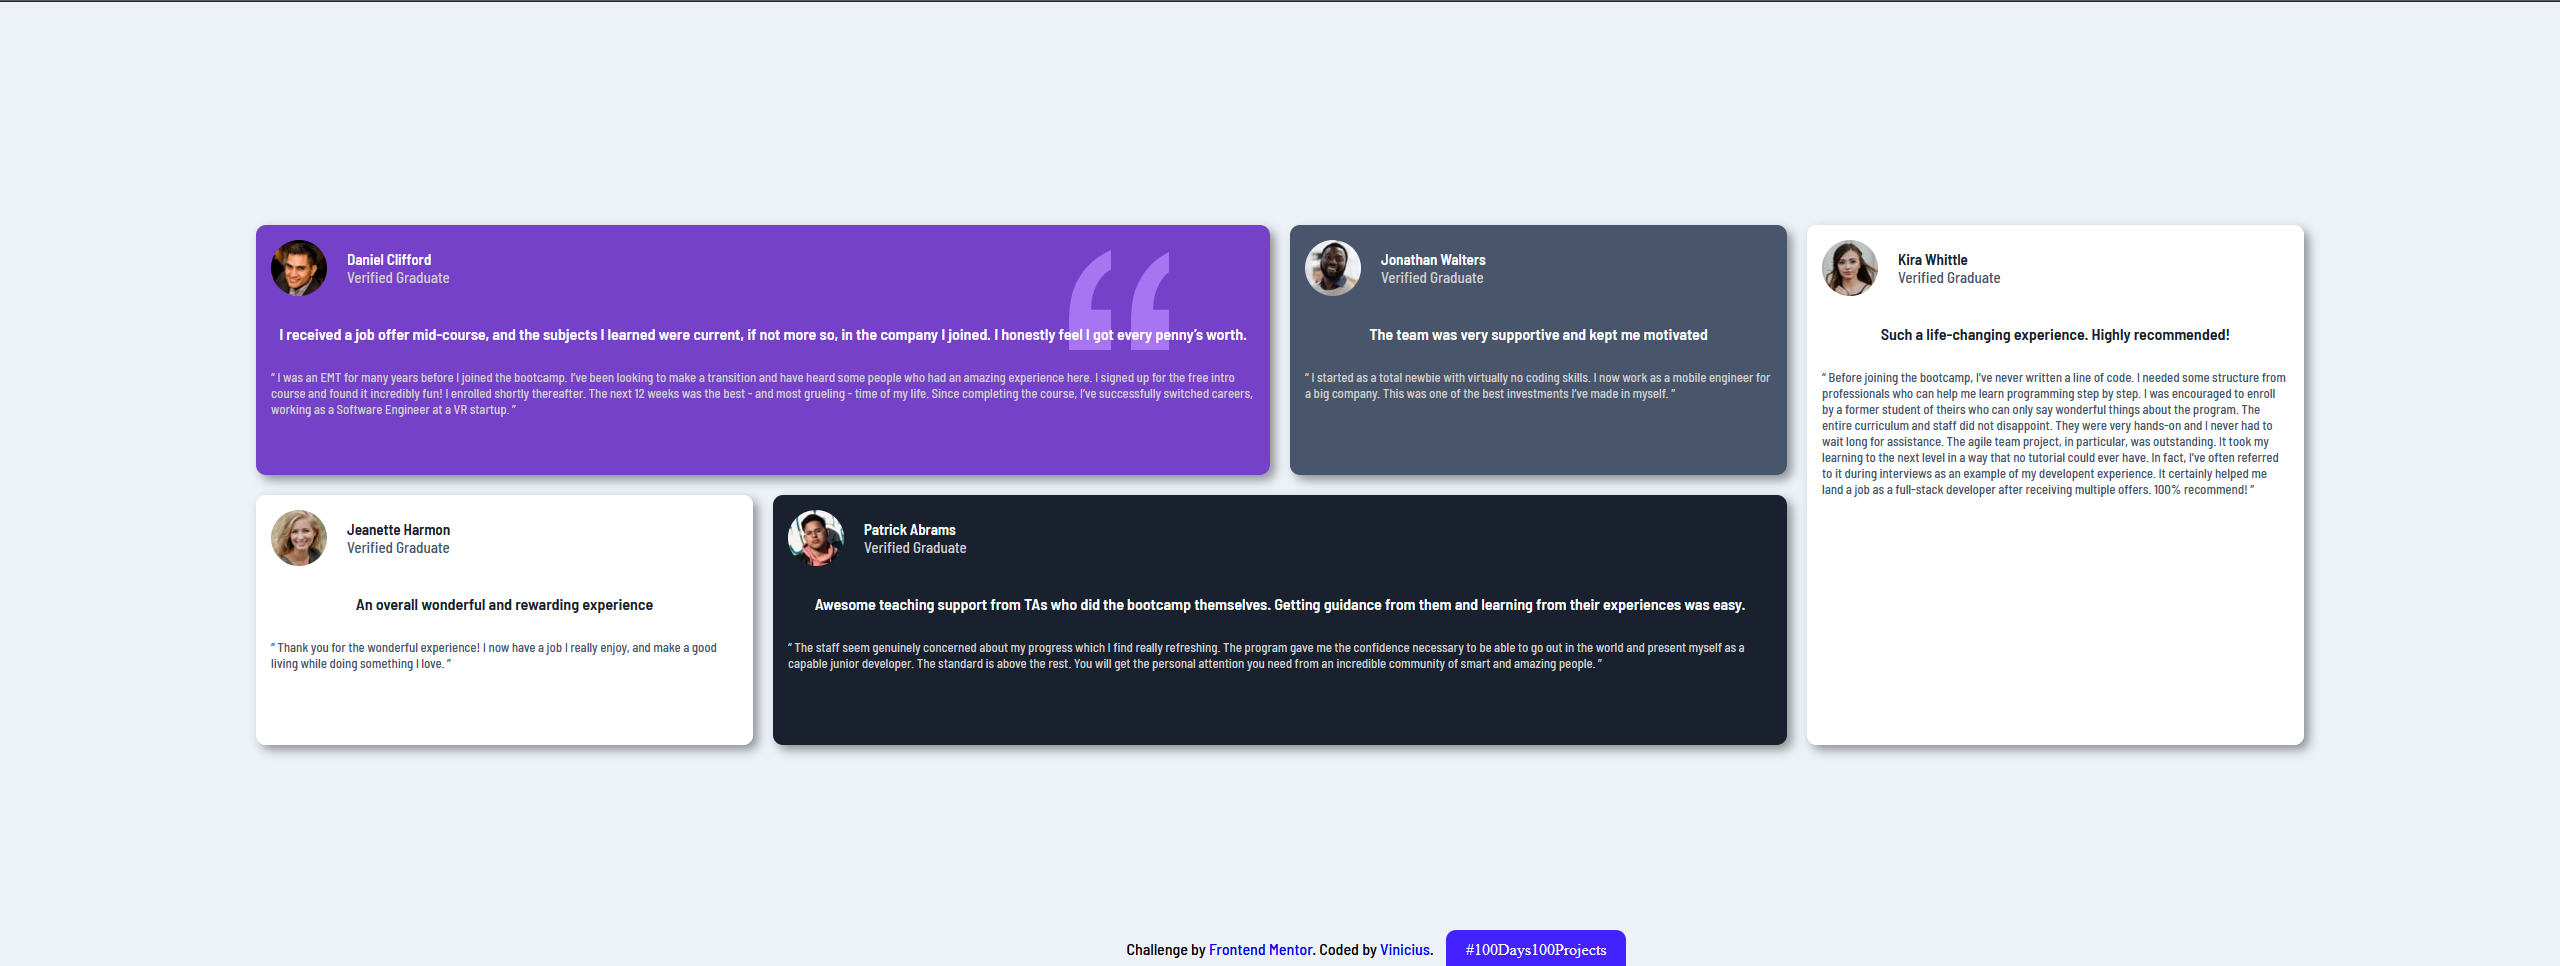 Daniel Clifford
Verified Graduate
I received a job offer mid-course, and the subjects I learned were current, if not more so, in the company I joined. I honestly feel I got every penny’s worth.
“ I was an EMT for many years before I joined the bootcamp. I’ve been looking to make a transition and have heard some people who had an amazing experience here. I signed up for the free intro
course and found it incredibly fun! I enrolled shortly thereafter. The next 12 weeks was the best - and most grueling - time of my life. Since completing the course, I’ve successfully switched careers,
working as a Software Engineer at a VR startup. ”
Jonathan Walters
Verified Graduate
The team was very supportive and kept me motivated
“ I started as a total newbie with virtually no coding skills. I now work as a mobile engineer for
a big company. This was one of the best investments I’ve made in myself. ”
Kira Whittle
Verified Graduate
Such a life-changing experience. Highly recommended!
“ Before joining the bootcamp, I’ve never written a line of code. I needed some structure from
professionals who can help me learn programming step by step. I was encouraged to enroll
by a former student of theirs who can only say wonderful things about the program. The
entire curriculum and staff did not disappoint. They were very hands-on and I never had to
wait long for assistance. The agile team project, in particular, was outstanding. It took my
learning to the next level in a way that no tutorial could ever have. In fact, I’ve often referred
to it during interviews as an example of my developent experience. It certainly helped me
land a job as a full-stack developer after receiving multiple offers. 100% recommend! ”
Jeanette Harmon
Verified Graduate
An overall wonderful and rewarding experience
“ Thank you for the wonderful experience! I now have a job I really enjoy, and make a good
living while doing something I love. ”
Patrick Abrams
Verified Graduate
Awesome teaching support from TAs who did the bootcamp themselves. Getting guidance from them and learning from their experiences was easy.
“ The staff seem genuinely concerned about my progress which I find really refreshing. The program gave me the confidence necessary to be able to go out in the world and present myself as a
capable junior developer. The standard is above the rest. You will get the personal attention you need from an incredible community of smart and amazing people. ”
Challenge by Frontend Mentor. Coded by Vinicius.
#100Days100Projects